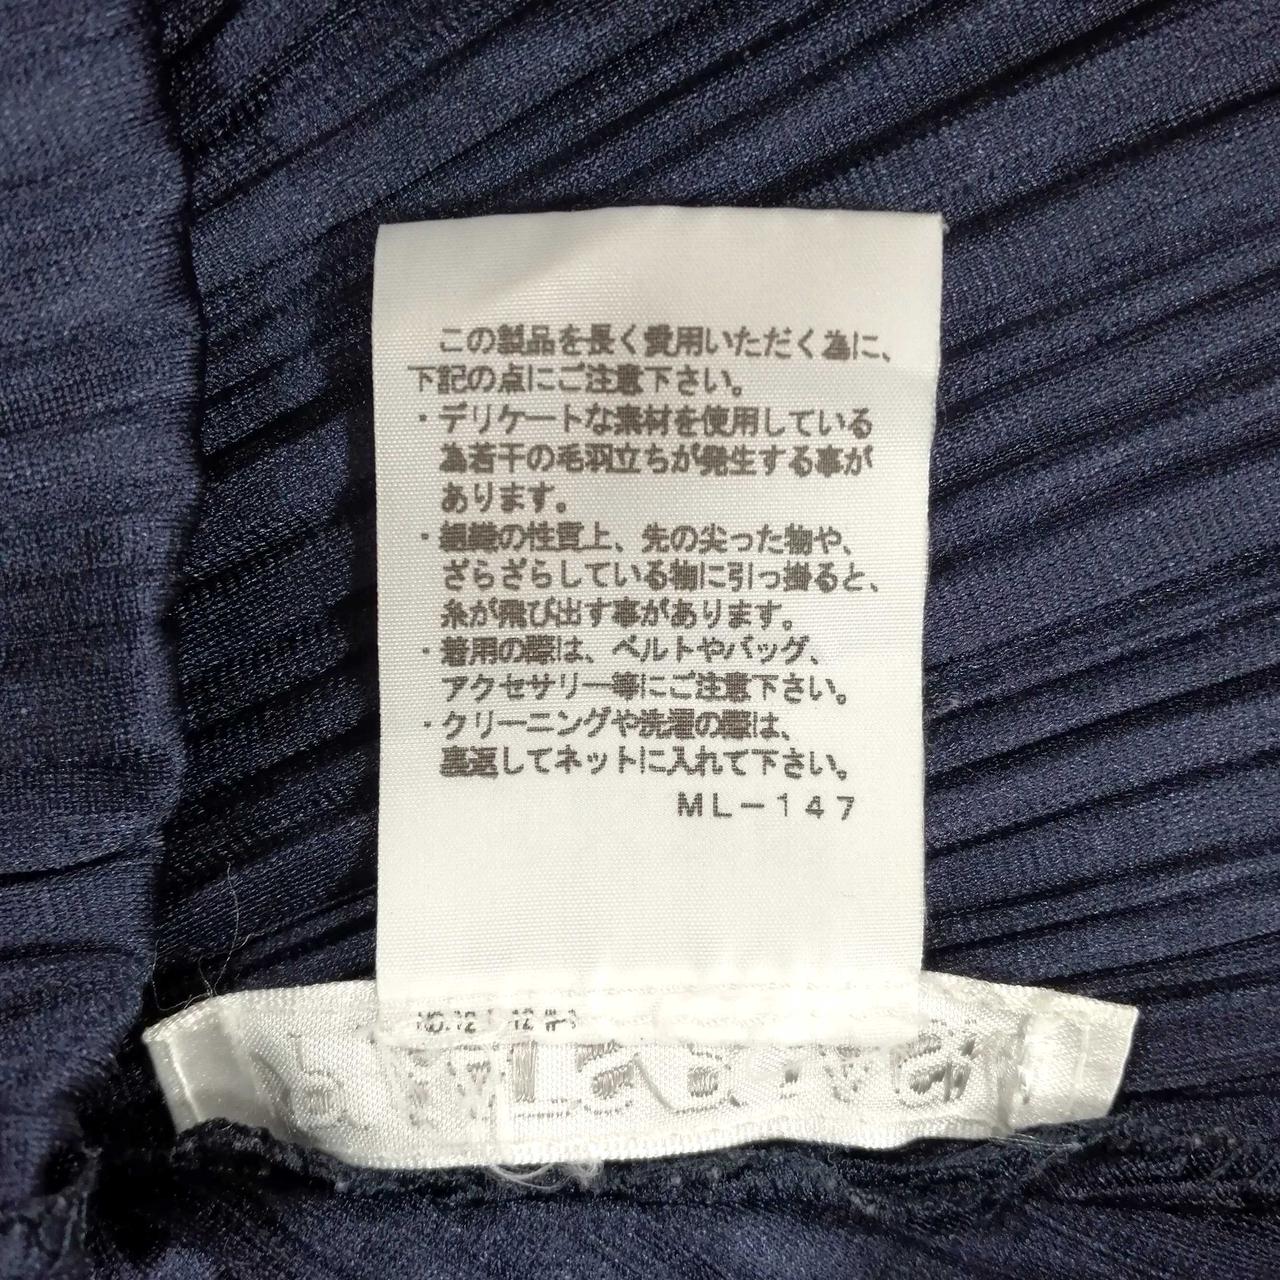 この製品を長く愛用いただく為に、
下記の点にご注意下さい。
・デリケートな素材を使用している
為若干の毛羽立ちが発生する事が
あります。
・組織の性質上、先の尖った物や、
ざらざらしている物に引っ掛ると、
糸が飛び出す事があります。
・着用の際は、ベルトやバッグ、
アクセサリー等にご注意下さい。
・クリーニングや洗濯の際は、
裏返してネットに入れて下さい。
ML-147